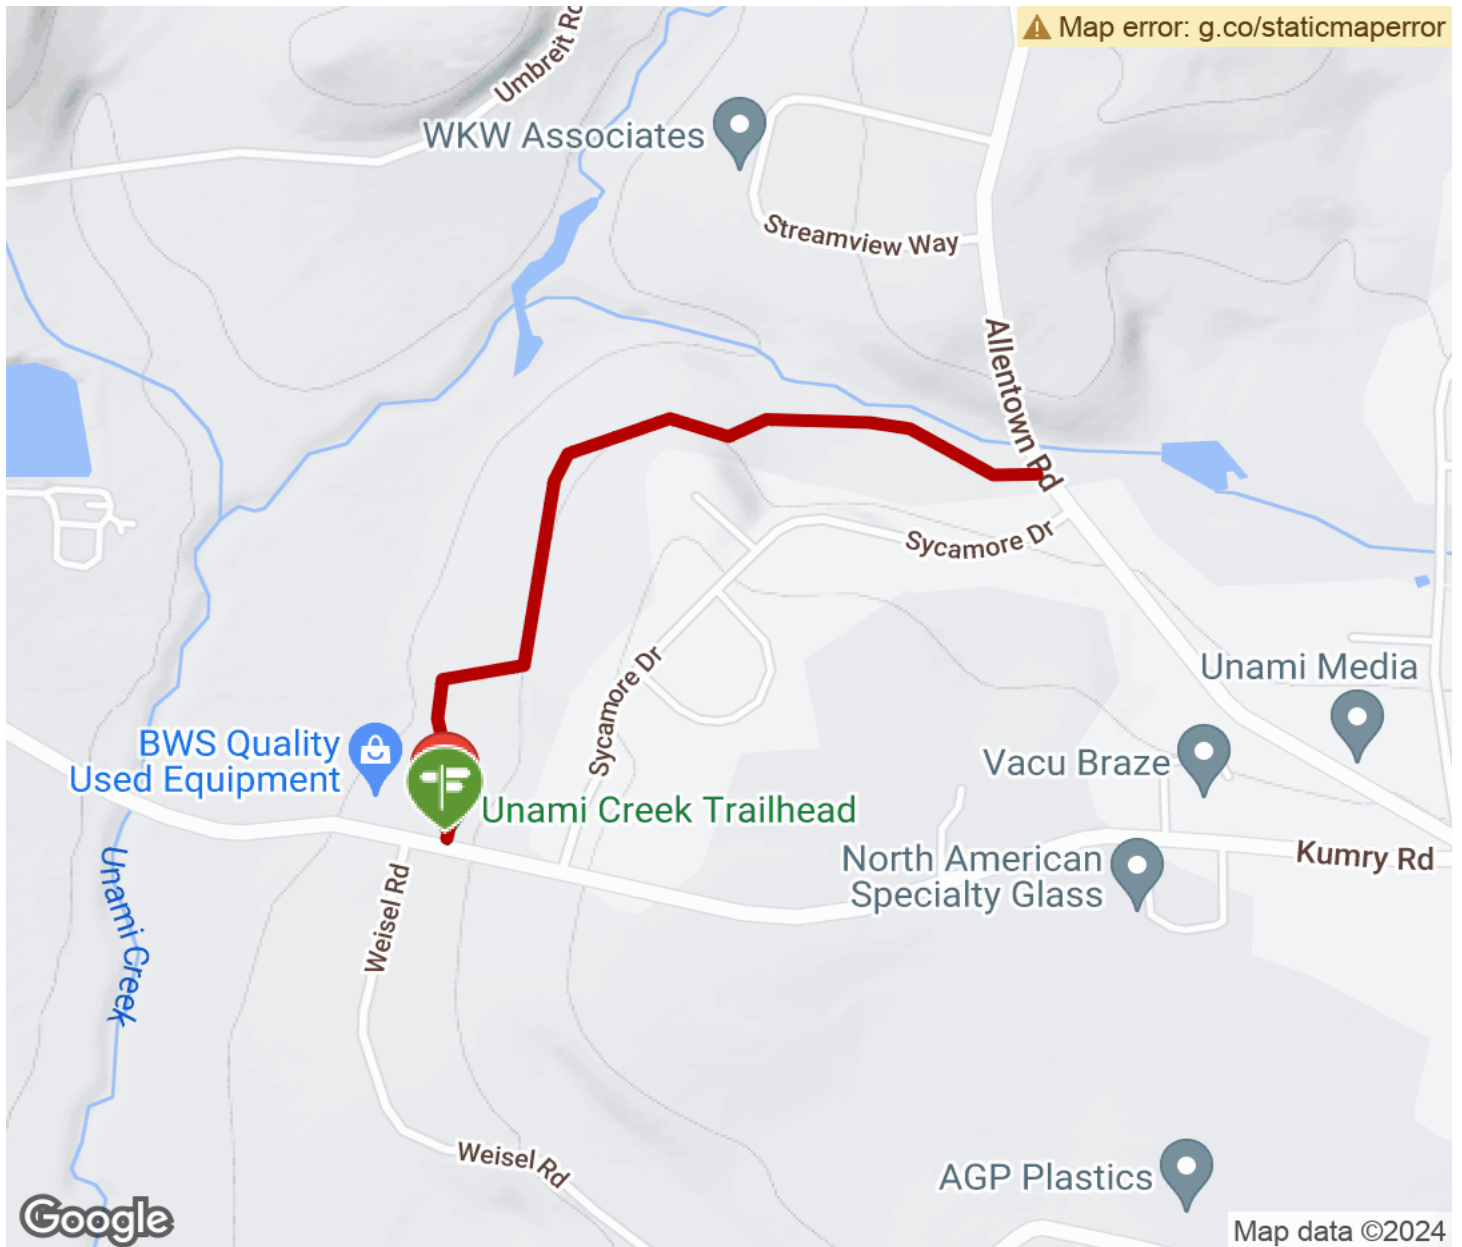 Map error: g.co/staticmaperror
Umbreit Rd
WKW Associates
Streamview Way
Allentown Rd
Sycamore Dr
Sycamore Dr
Unami Media
BWS Quality
Used Equipment
Vacu Braze
Unami Creek Trailhead
North American
Specialty Glass
Kumry Rd
Weisel Rd
Unami Creek
Weisel Rd
AGP Plastics
Google
Map data ©2024